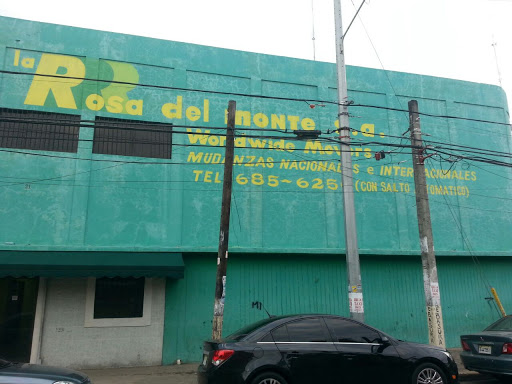 la Rosa del monte
Worldwide Movers
MUDANZAS NACIONALES e INTERNACIONALES
TEL. 685-625 (CON SALTO AUTOMATICO)